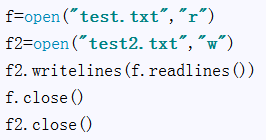 f=open("test.txt","r")
f2=open("test2.txt","w")
f2.writelines(f.readlines())
f.close()
f2.close()